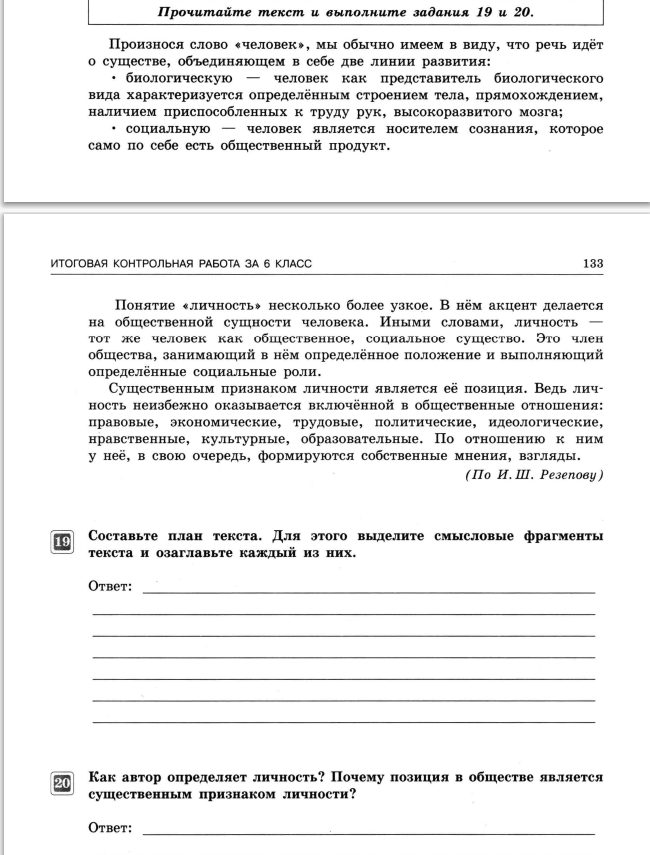 Прочитайте текст и выполните задания 19 и 20.
Произнося слово «человек», мы обычно имеем в виду, что речь идёт
о существе, объединяющем в себе две линии развития:
• биологическую — человек как представитель биологического
вида характеризуется определённым строением тела, прямохождением,
наличием приспособленных к труду рук, высокоразвитого мозга;
• социальную — человек является носителем сознания, которое
само по себе есть общественный продукт.
ИТОГОВАЯ КОНТРОЛЬНАЯ РАБОТА ЗА 6 КЛАСС 133
Понятие «личность» несколько более узкое. В нём акцент делается
на общественной сущности человека. Иными словами, личность —
тот же человек как общественное, социальное существо. Это член
общества, занимающий в нём определённое положение и выполняющий
определённые социальные роли.
Существенным признаком личности является её позиция. Ведь лич-
ность неизбежно оказывается включённой в общественные отношения:
правовые, экономические, трудовые, политические, идеологические,
нравственные, культурные, образовательные. По отношению к ним
у неё, в свою очередь, формируются собственные мнения, взгляды.
(По И. Ш. Резепову)
19 Составьте план текста. Для этого выделите смысловые фрагменты
текста и озаглавьте каждый из них.
Ответ:
20 Как автор определяет личность? Почему позиция в обществе является
существенным признаком личности?
Ответ: